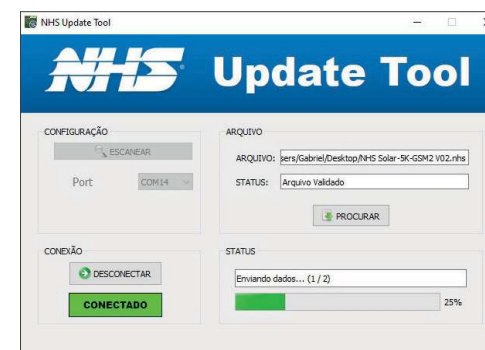 NHS Update Tool
NHS Update Tool
CONFIGURAÇÃO
ESCANEAR
Port COM14
ARQUIVO
ARQUIVO: sers/Gabriel/Desktop/NHS Solar-5K-GSM2 V02.nhs
STATUS: Arquivo Validado
PROCURAR
CONEXÃO
DESCONECTAR
CONECTADO
STATUS
Enviando dados... (1 / 2)
25%